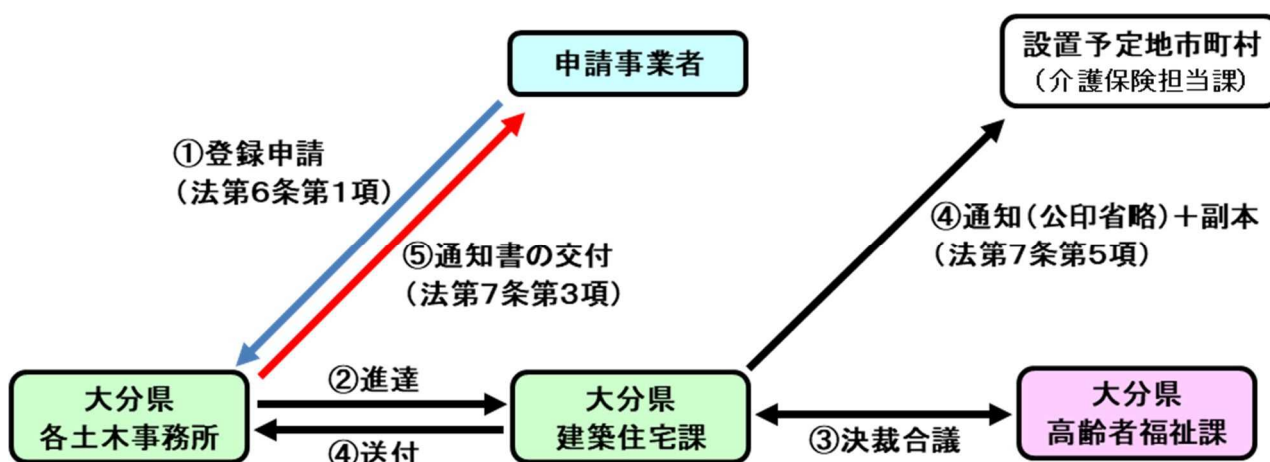 申請事業者
設置予定地市町村
（介護保険担当課）
①登録申請
（法第6条第1項）
④通知（公印省略）＋副本
（法第7条第5項）
⑤通知書の交付
（法第7条第3項）
大分県
各土木事務所
②進達
④送付
大分県
建築住宅課
③決裁合議
大分県
高齢者福祉課